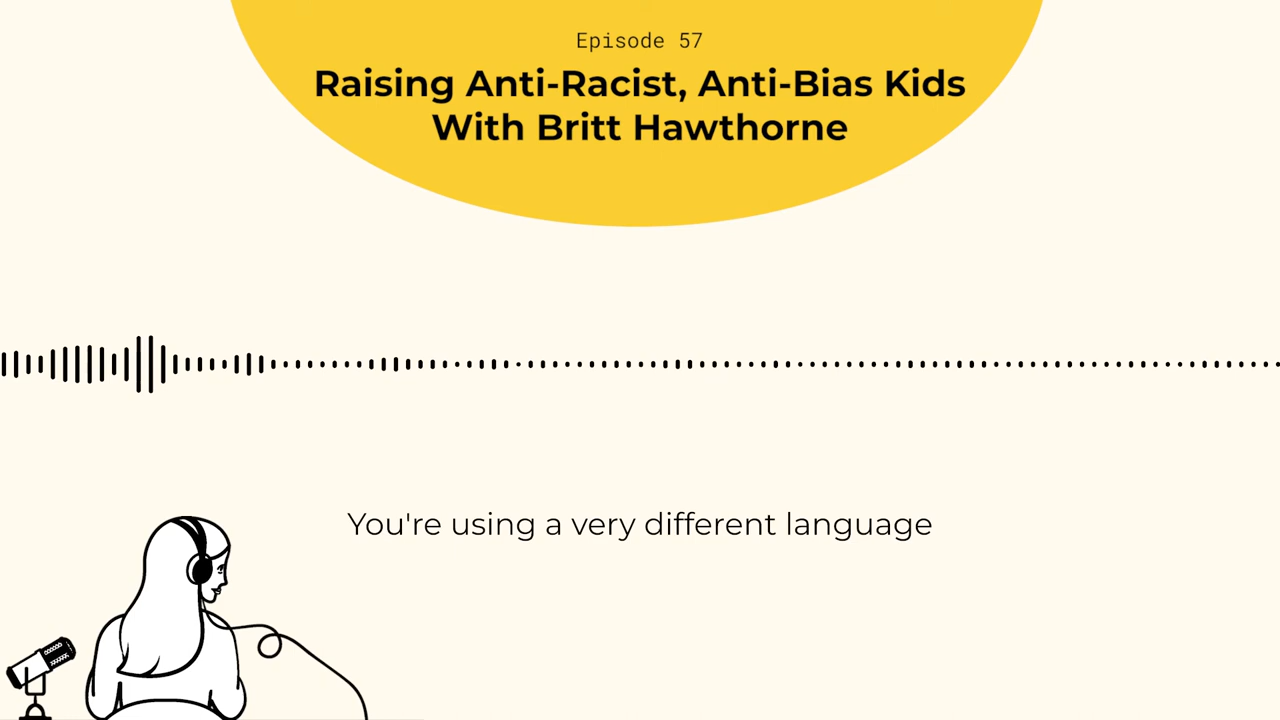 Episode 57
Raising Anti-Racist, Anti-Bias Kids
With Britt Hawthorne
You're using a very different language